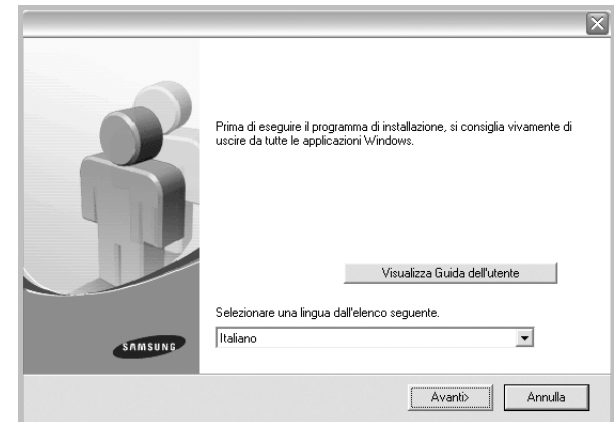 Prima di eseguire il programma di installazione, si consiglia vivamente di
uscire da tutte le applicazioni Windows.
Visualizza Guida dell'utente
Selezionare una lingua dall'elenco seguente.
Italiano
SAMSUNG
Avanti>
Annulla